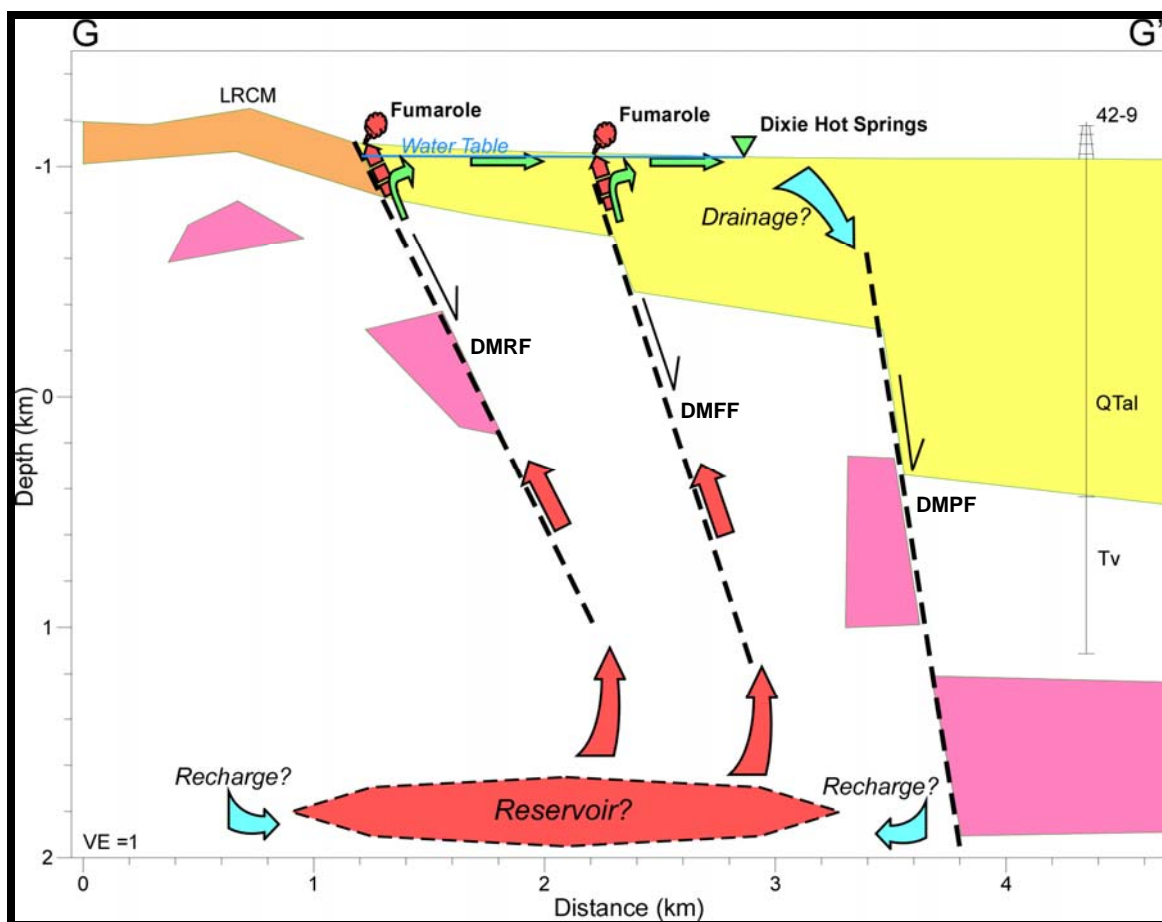 G
G'
LRCM
Fumarole
Fumarole
Dixie Hot Springs
42-9
Water Table
-1
Drainage?
DMRF
0
DMFF
QTal
Depth (km)
DMPF
Tv
1
Recharge?
Recharge?
Reservoir?
VE =1
2
0
1
2
3
4
Distance (km)